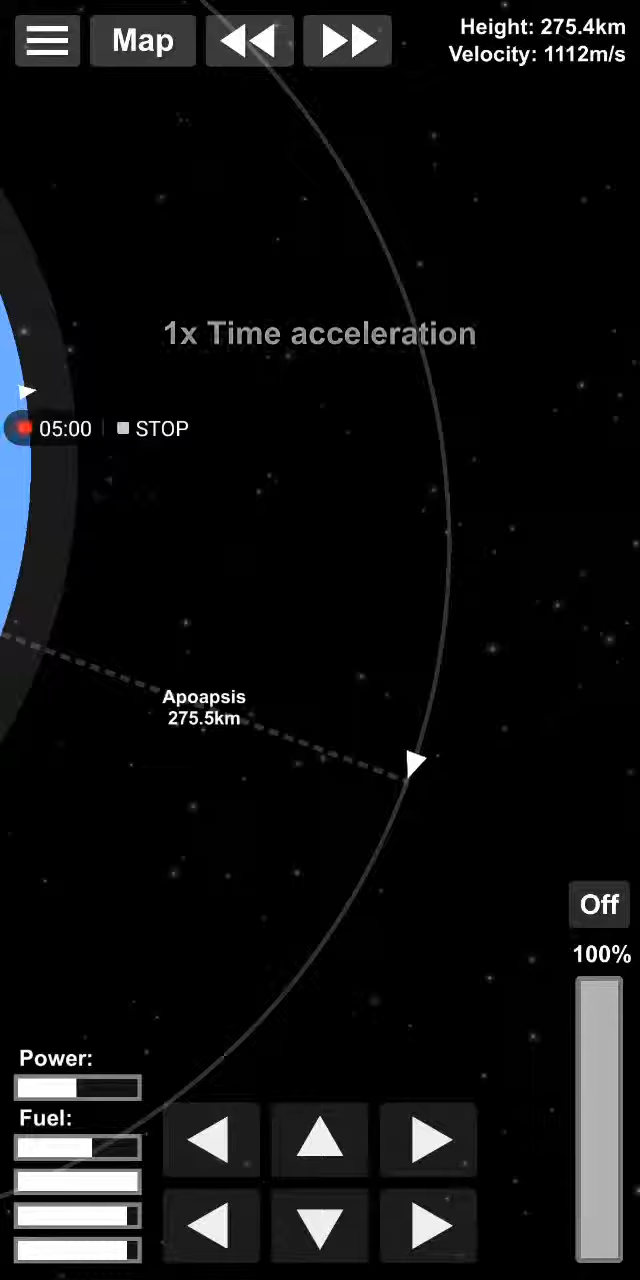 Map
Height: 275.4km
Velocity: 1112m/s
1x Time acceleration
05:00
STOP
Apoapsis
275.5km
Off
100%
Power:
Fuel: